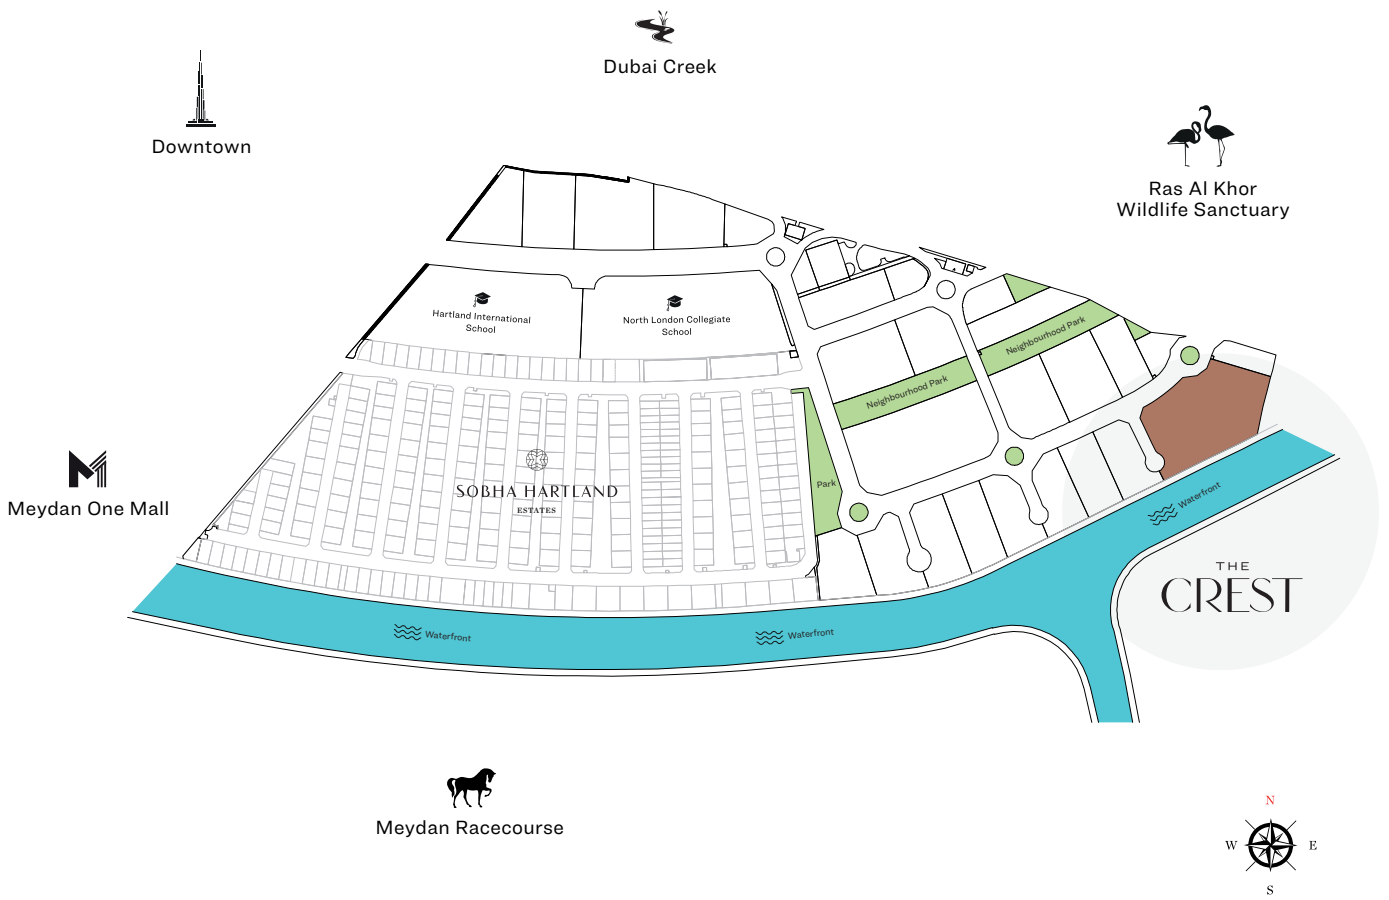 Dubai Creek
Downtown
Ras Al Khor
Wildlife Sanctuary
Hartland International
School
North London Collegiate
School
Neighbourhood Park
Neighbourhood Park
Meydan One Mall
SOBHA HARTLAND
ESTATES
Park
Waterfront
THE
CREST
Waterfront
Waterfront
Meydan Racecourse
N
W
E
S